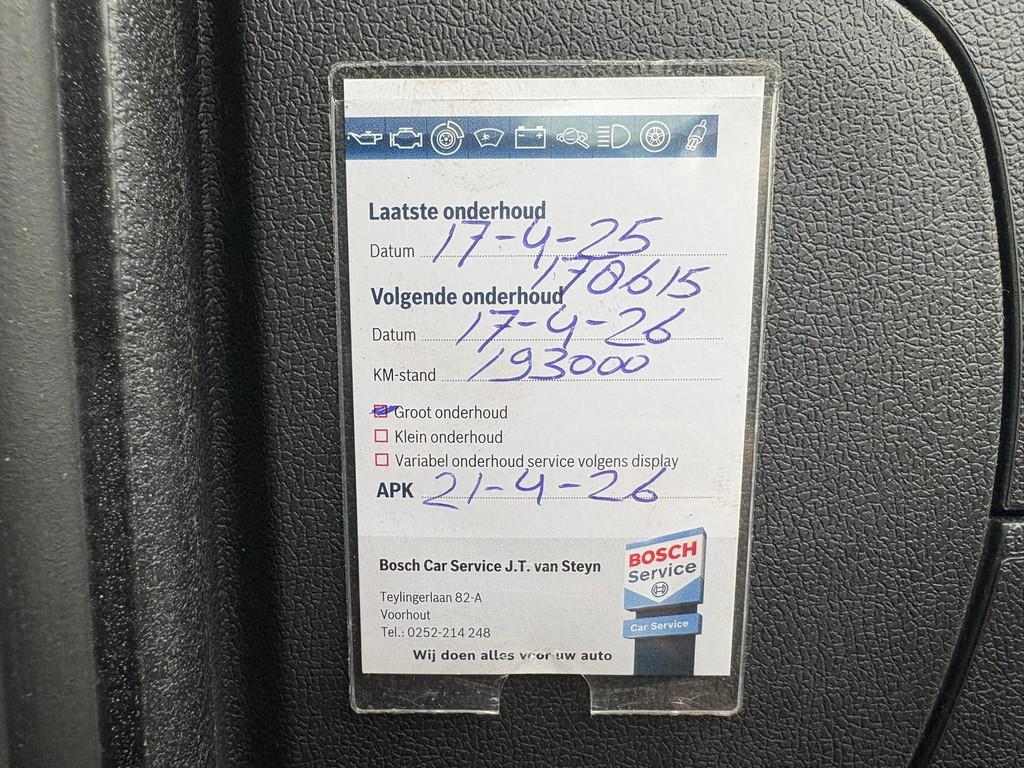 Laatste onderhoud
Datum 17-4-25
178615
Volgende onderhoud
Datum 17-4-26
KM-stand 193000
Groot onderhoud
Klein onderhoud
Variabel onderhoud service volgens display
APK 21-4-26
Bosch Car Service J.T. van Steyn
Teylingerlaan 82-A
Voorhout
Tel.: 0252-214 248
Wij doen alles voor uw auto
BOSCH
Service
Car Service